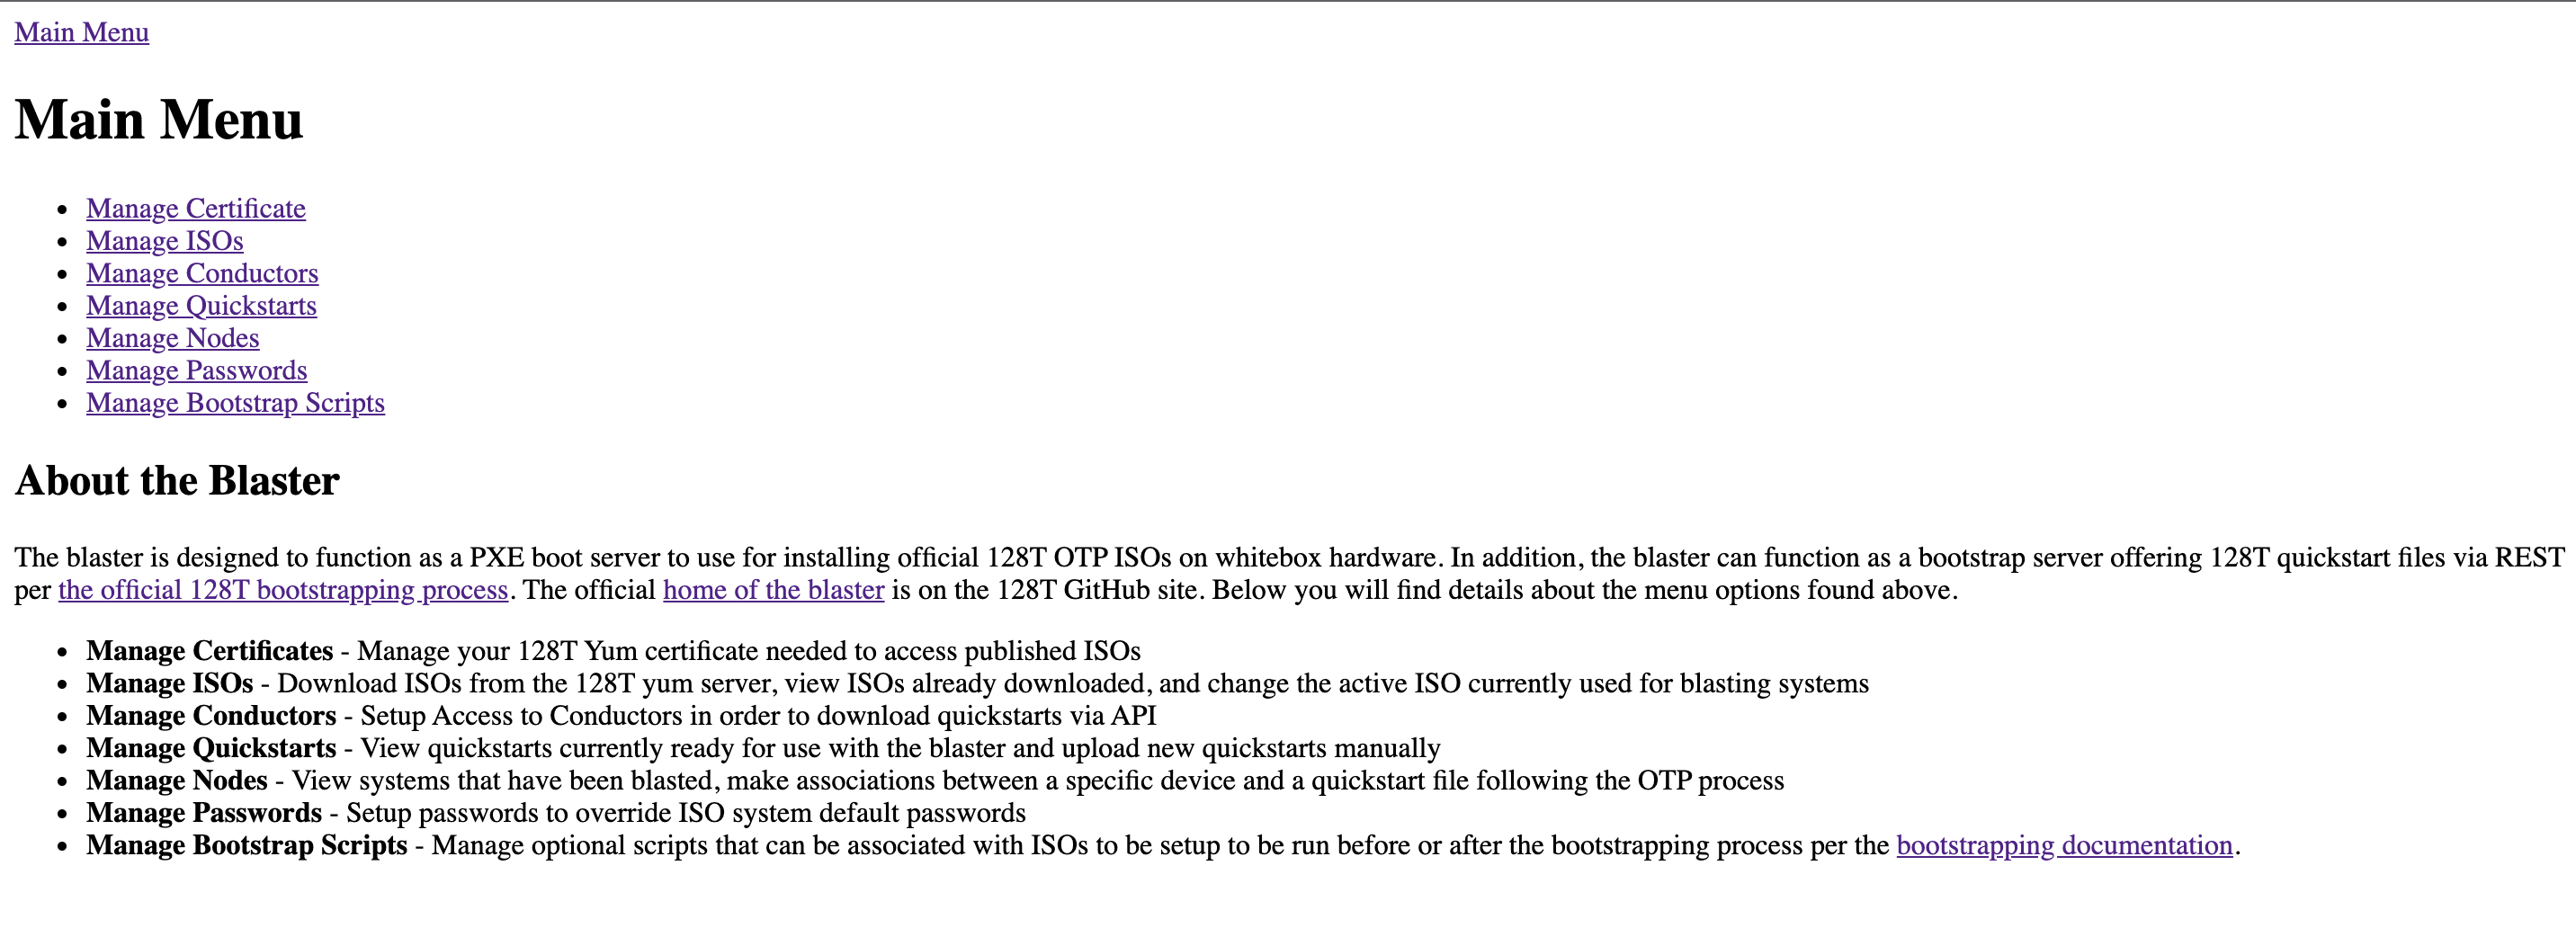 Main Menu
Main Menu
• Manage Certificate
• Manage ISOs
• Manage Conductors
• Manage Quickstarts
• Manage Nodes
• Manage Passwords
• Manage Bootstrap Scripts
About the Blaster
The blaster is designed to function as a PXE boot server to use for installing official 128T OTP ISOs on whitebox hardware. In addition, the blaster can function as a bootstrap server offering 128T quickstart files via REST
per the official 128T bootstrapping process. The official home of the blaster is on the 128T GitHub site. Below you will find details about the menu options found above.
• Manage Certificates - Manage your 128T Yum certificate needed to access published ISOs
• Manage ISOs - Download ISOs from the 128T yum server, view ISOs already downloaded, and change the active ISO currently used for blasting systems
• Manage Conductors - Setup Access to Conductors in order to download quickstarts via API
• Manage Quickstarts - View quickstarts currently ready for use with the blaster and upload new quickstarts manually
• Manage Nodes - View systems that have been blasted, make associations between a specific device and a quickstart file following the OTP process
• Manage Passwords - Setup passwords to override ISO system default passwords
• Manage Bootstrap Scripts - Manage optional scripts that can be associated with ISOs to be setup to be run before or after the bootstrapping process per the bootstrapping documentation.